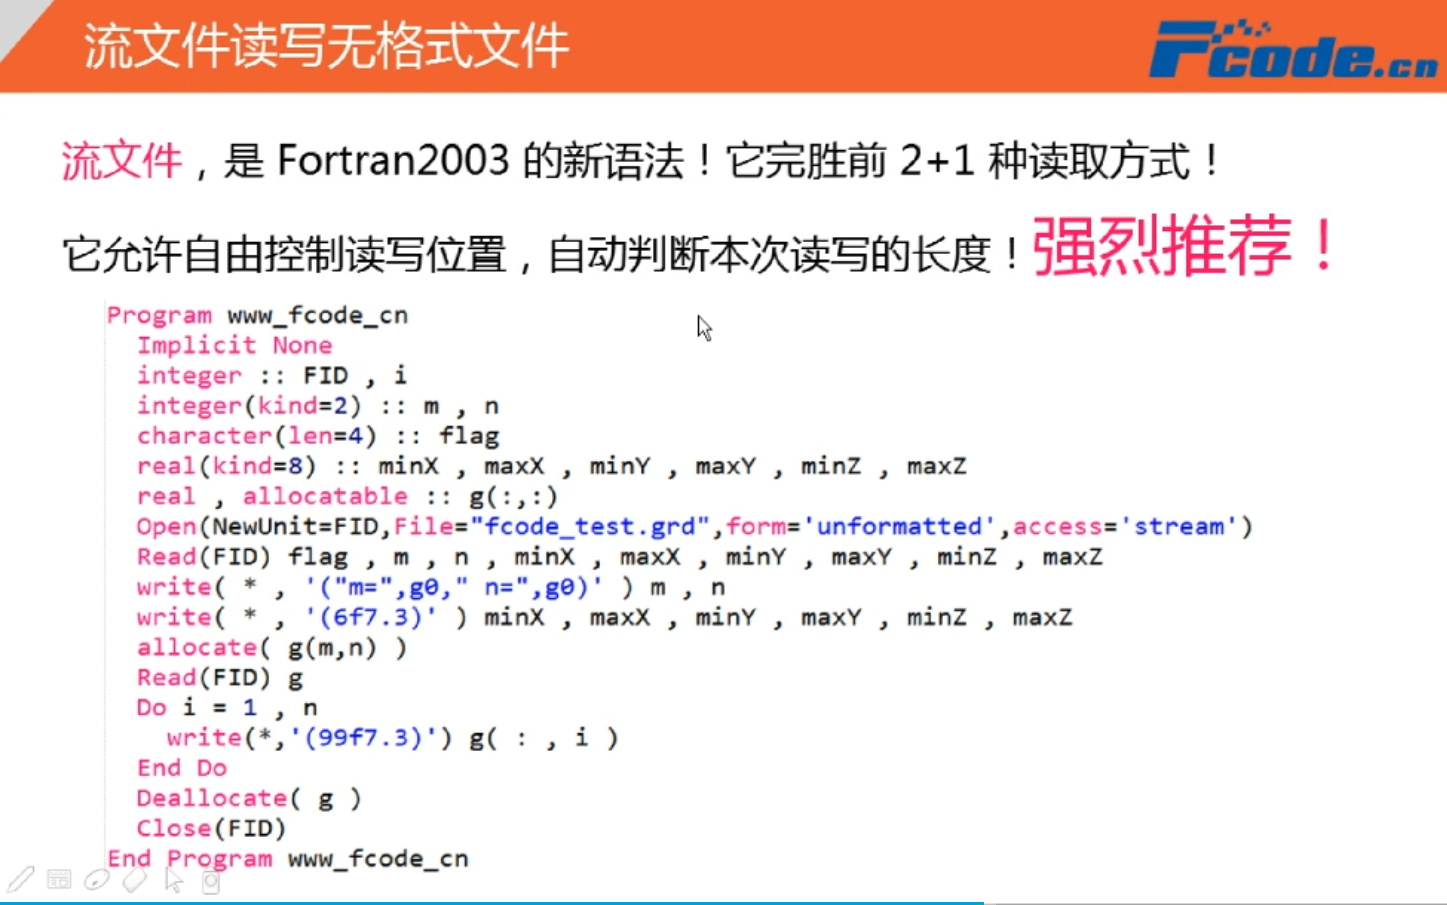 流文件读写无格式文件
Fcode.cn
流文件，是 Fortran2003 的新语法！它完胜前 2+1 种读取方式！
它允许自由控制读写位置，自动判断本次读写的长度！强烈推荐！
Program www_fcode_cn
  Implicit None
  integer :: FID , i
  integer(kind=2) :: m , n
  character(len=4) :: flag
  real(kind=8) :: minX , maxX , minY , maxY , minZ , maxZ
  real , allocatable :: g(:,:)
  Open(NewUnit=FID,File="fcode_test.grd",form='unformatted',access='stream')
  Read(FID) flag , m , n , minX , maxX , minY , maxY , minZ , maxZ
  write( * , '("m=",g0," n=",g0)' ) m , n
  write( * , '(6f7.3)' ) minX , maxX , minY , maxY , minZ , maxZ
  allocate( g(m,n) )
  Read(FID) g
  Do i = 1 , n
    write(*,'(99f7.3)') g( : , i )
  End Do
  Deallocate( g )
  Close(FID)
End Program www_fcode_cn